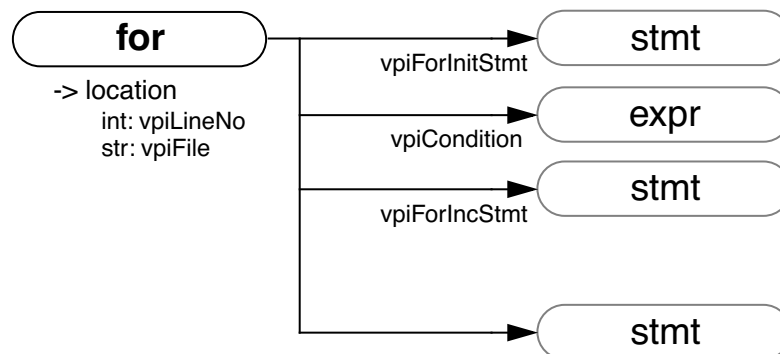 for
stmt
vpiForInitStmt
-> location
int: vpiLineNo
str: vpiFile
expr
vpiCondition
stmt
vpiForIncStmt
stmt